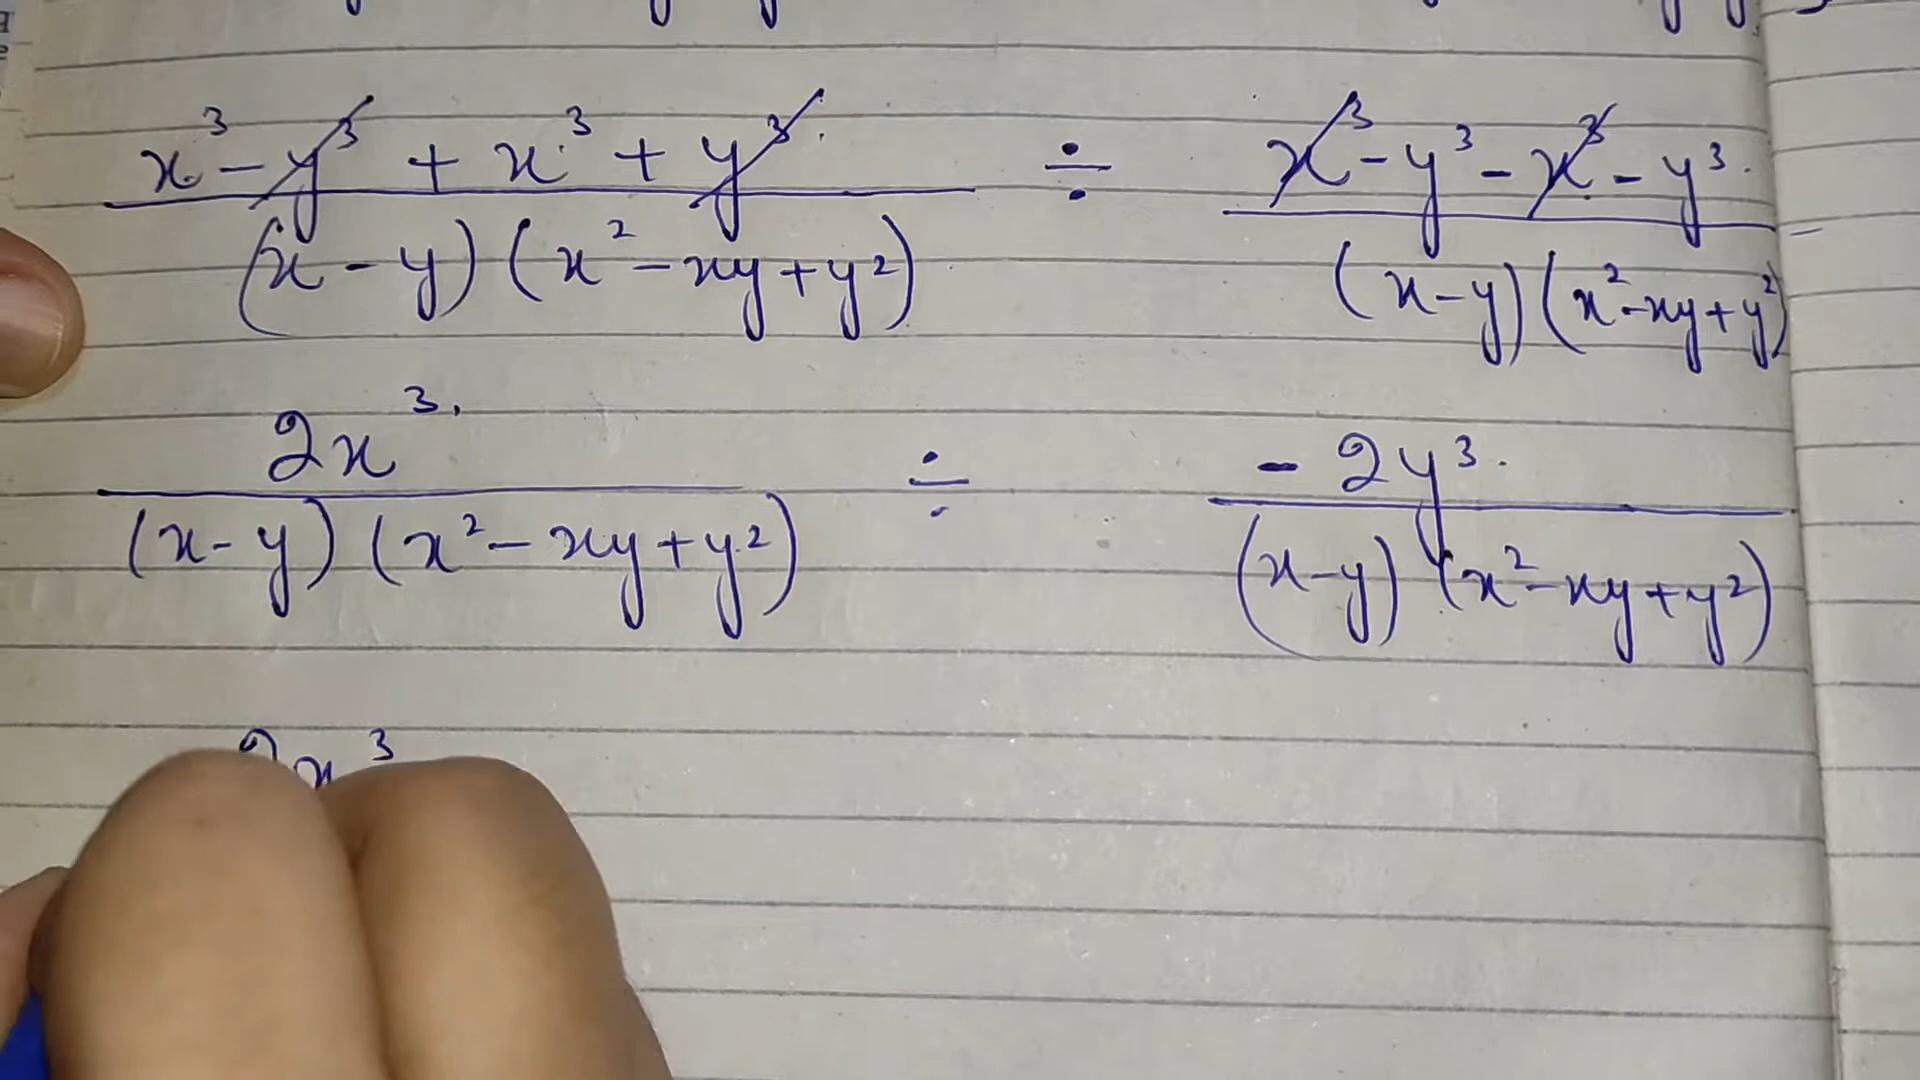 x³ - y³ + x³ + y³ ÷ x³ - y³ - x³ - y³
(x - y) (x² - xy + y²) (x - y) (x² - xy + y²)
2x³ ÷ - 2y³
(x - y) (x² - xy + y²) (x - y) (x² - xy + y²)
2x³